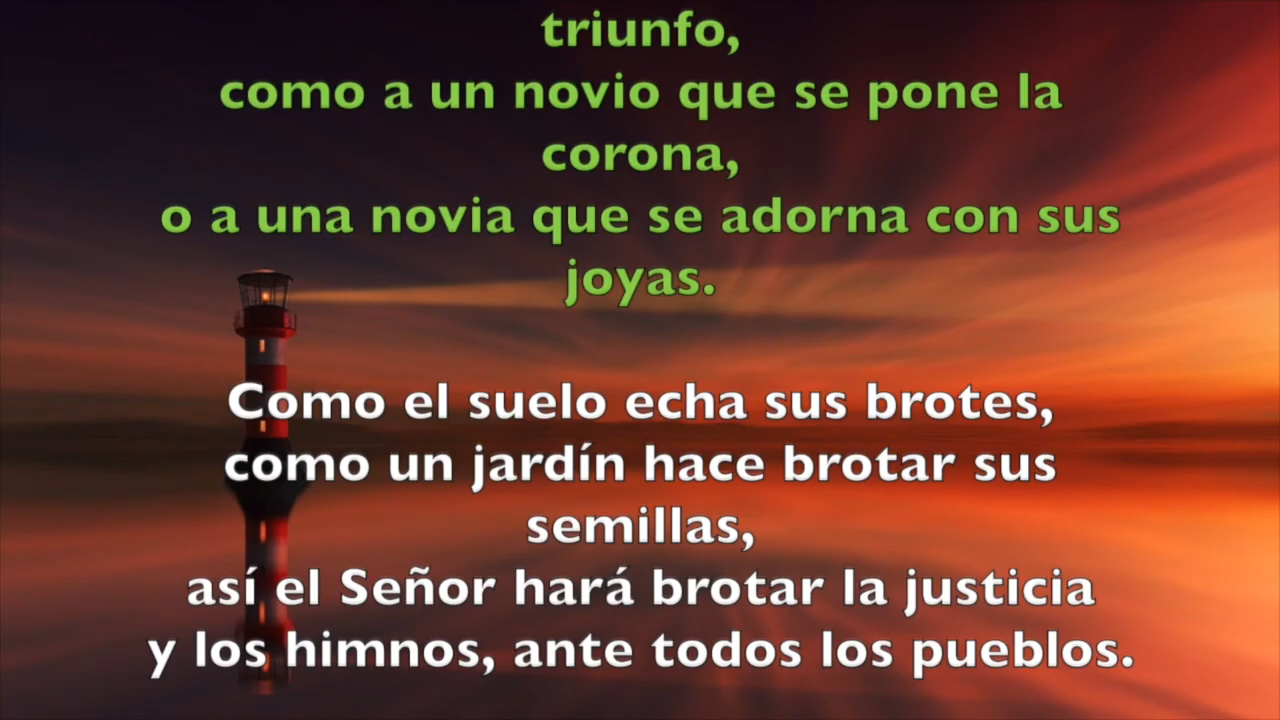 triunfo,
como a un novio que se pone la
corona,
o a una novia que se adorna con sus
joyas.
Como el suelo echa sus brotes,
como un jardín hace brotar sus
semillas,
así el Señor hará brotar la justicia
y los himnos, ante todos los pueblos.